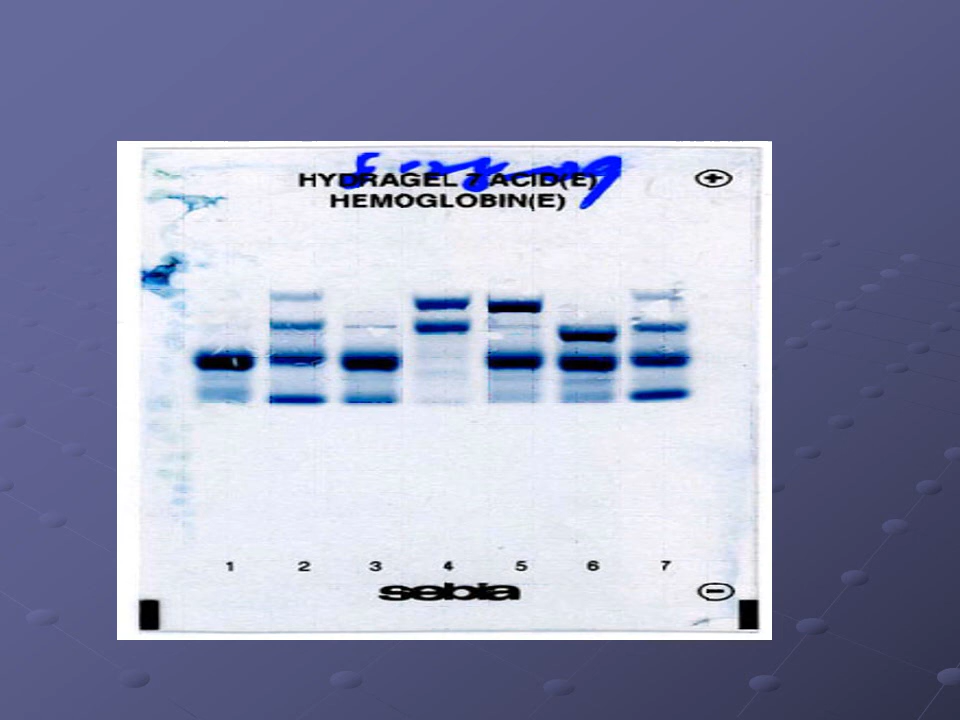 HYDRAGEL 7 ACID(E)
HEMOGLOBIN(E)
+
1 2 3 4 5 6 7
sebia
-